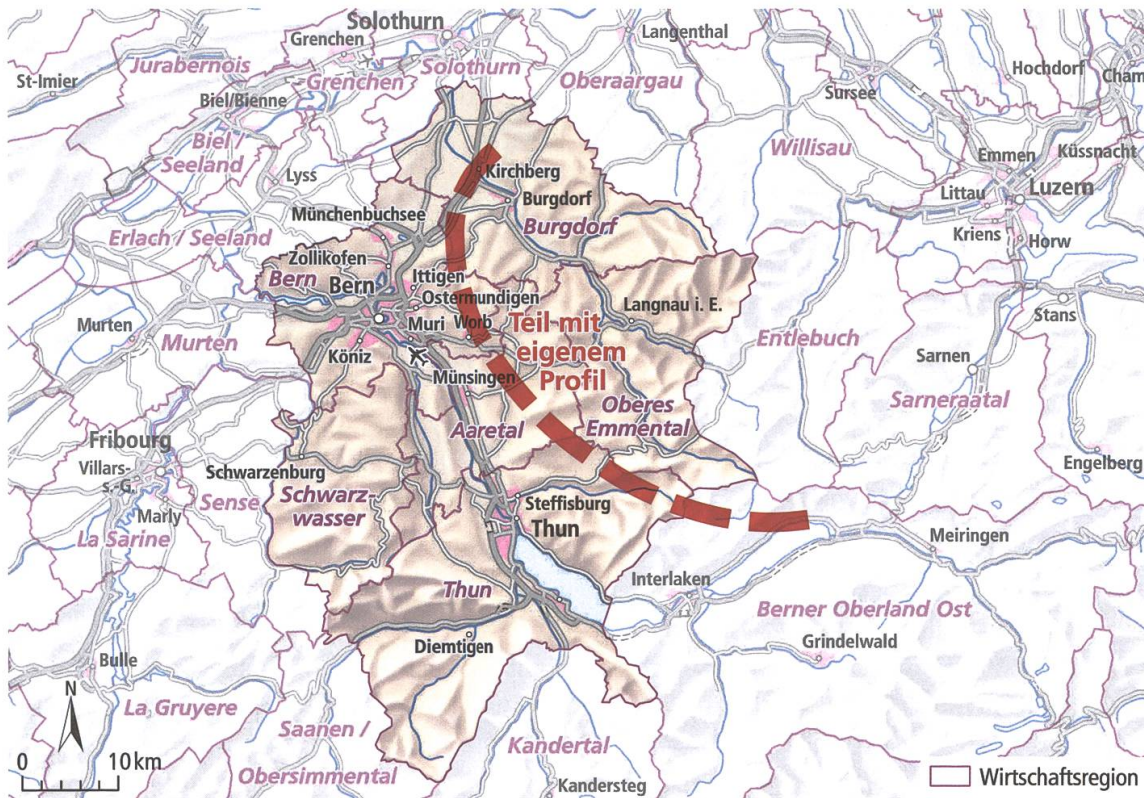 Solothurn
Grenchen
Langenthal
St-Imier
Jurabernois
Grenchen
Solothurn
Oberaargau
Hochdorf
Cham
Sursee
Biel/Bienne
Biel /
Seeland
Lyss
Kirchberg
Willisau
Emmen
Küssnacht
Burgdorf
Littau
Luzern
Münchenbuchsee
Burgdorf
Kriens
Horw
Erlach / Seeland
Zollikofen
Bern
Ittigen
Bern
Ostermundigen
Langnau i. E.
Stans
Murten
Muri
Worb
Teil mit
eigenem
Profil
Entlebuch
Murten
Köniz
Münsingen
Sarnen
Sarneraatal
Aaretal
Oberes
Emmental
Fribourg
Villars-
s.-G.
Schwarzenburg
Engelberg
Sense
Schwarz-
wasser
Marly
Steffisburg
Thun
La Sarine
Meiringen
Interlaken
Thun
Berner Oberland Ost
Diemtigen
Grindelwald
Bulle
N
La Gruyere
Saanen /
Obersimmental
Kandertal
0
10 km
Kandersteg
Wirtschaftsregion